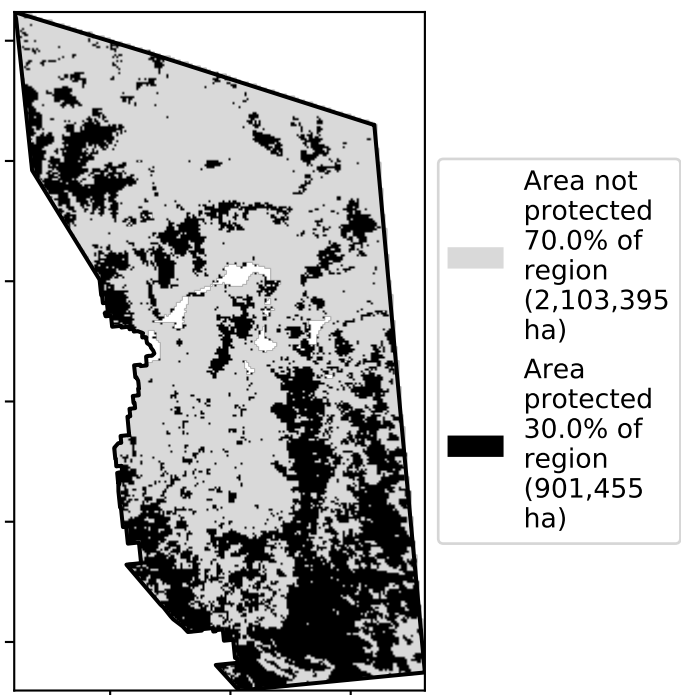 Area not
protected
70.0% of
region
(2,103,395
ha)
Area
protected
30.0% of
region
(901,455
ha)